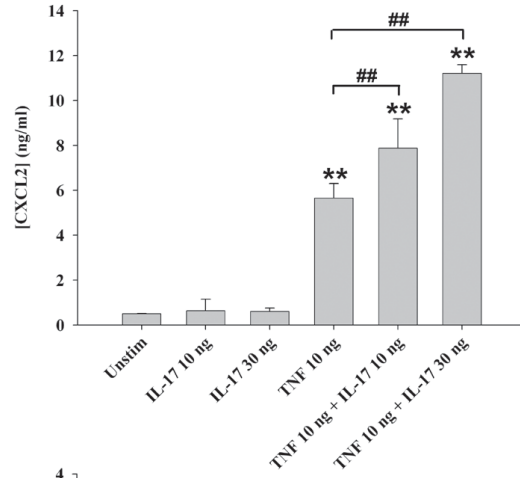 14
##
12
**
##
**
10
[CXCL2] (ng/ml)
8
**
6
4
2
0
Unstim
IL-17 10 ng
IL-17 30 ng
TNF 10 ng
TNF 10 ng + IL-17 10 ng
TNF 10 ng + IL-17 30 ng
4